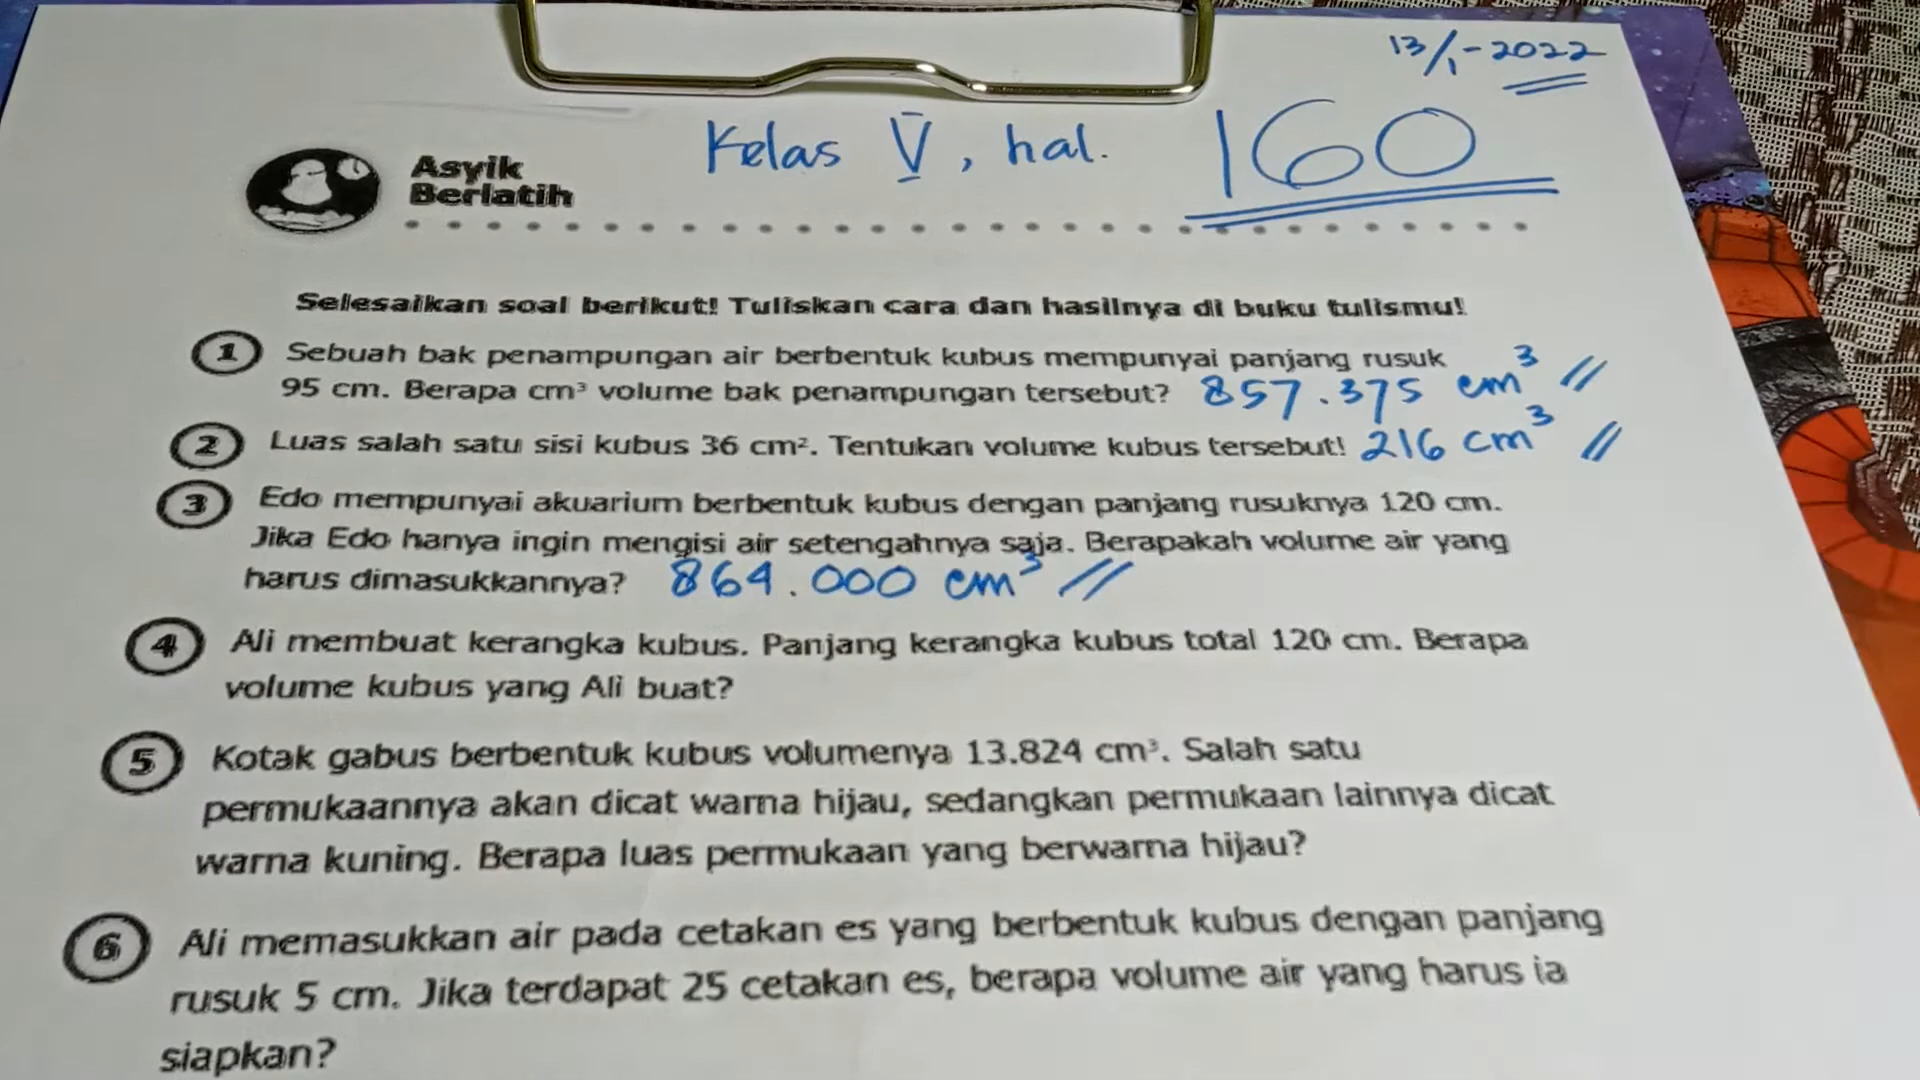 13/1-2022
Kelas V, hal. 160
Asyik
Berlatih
Selesaikan soal berikut! Tuliskan cara dan hasilnya di buku tulismu!
1 Sebuah bak penampungan air berbentuk kubus mempunyai panjang rusuk
95 cm. Berapa cm³ volume bak penampungan tersebut? 857.375 cm³ //
2 Luas salah satu sisi kubus 36 cm². Tentukan volume kubus tersebut! 216 cm³ //
3 Edo mempunyai akuarium berbentuk kubus dengan panjang rusuknya 120 cm.
Jika Edo hanya ingin mengisi air setengahnya saja. Berapakah volume air yang
harus dimasukkannya? 864.000 cm³ //
4 Ali membuat kerangka kubus. Panjang kerangka kubus total 120 cm. Berapa
volume kubus yang Ali buat?
5 Kotak gabus berbentuk kubus volumenya 13.824 cm³. Salah satu
permukaannya akan dicat warna hijau, sedangkan permukaan lainnya dicat
warna kuning. Berapa luas permukaan yang berwarna hijau?
6 Ali memasukkan air pada cetakan es yang berbentuk kubus dengan panjang
rusuk 5 cm. Jika terdapat 25 cetakan es, berapa volume air yang harus ia
siapkan?